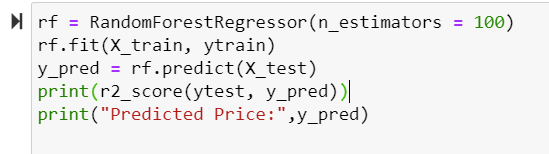 rf = RandomForestRegressor(n_estimators = 100)
rf.fit(X_train, ytrain)
y_pred = rf.predict(X_test)
print(r2_score(ytest, y_pred))
print("Predicted Price:",y_pred)